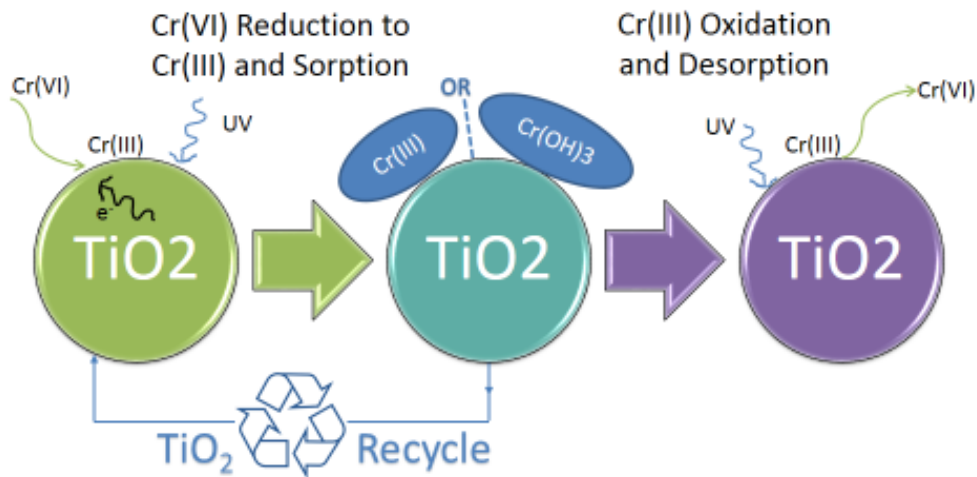 Cr(VI) Reduction to
Cr(III) and Sorption
Cr(III) Oxidation
and Desorption
Cr(VI)
UV
Cr(III)
e-
TiO2
OR
Cr(III)
Cr(OH)3
TiO2
UV
Cr(III)
Cr(VI)
TiO2
TiO₂ Recycle